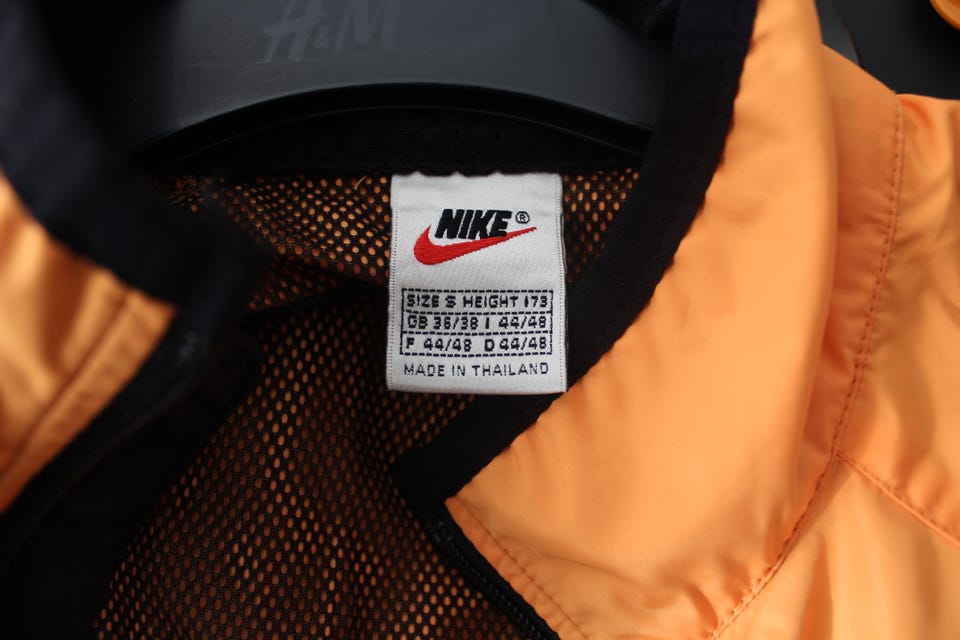 H&M
NIKE®
SIZE S HEIGHT 173
GB 36/38 I 44/48
F 44/48 D 44/48
MADE IN THAILAND